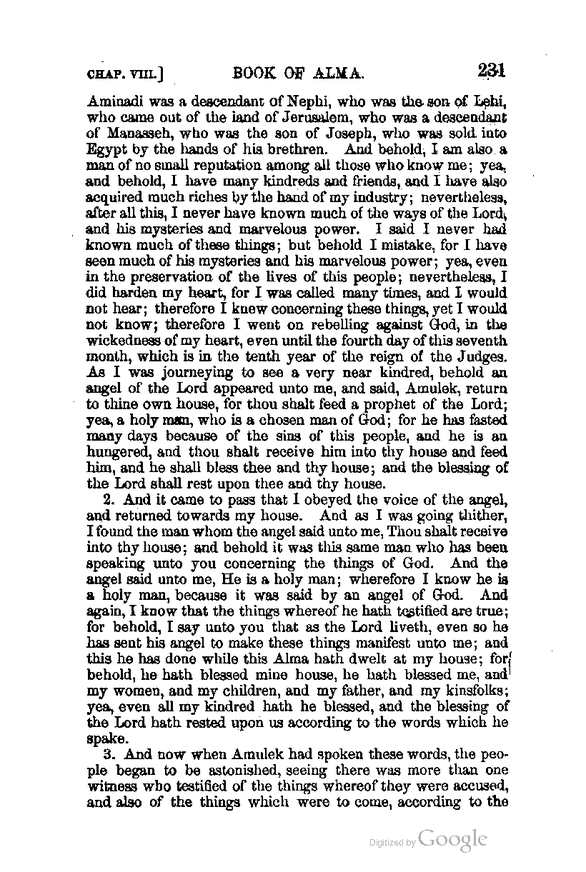 CHAP. VIII.] BOOK OF ALMA. 231
Aminadi was a descendant of Nephi, who was the son of Lehi,
who came out of the land of Jerusalem, who was a descendant
of Manasseh, who was the son of Joseph, who was sold into
Egypt by the hands of his brethren. And behold, I am also a
man of no small reputation among all those who know me; yea,
and behold, I have many kindreds and friends, and I have also
acquired much riches by the hand of my industry; nevertheless,
after all this, I never have known much of the ways of the Lord,
and his mysteries and marvelous power. I said I never had
known much of these things; but behold I mistake, for I have
seen much of his mysteries and his marvelous power; yea, even
in the preservation of the lives of this people; nevertheless, I
did harden my heart, for I was called many times, and I would
not hear; therefore I knew concerning these things, yet I would
not know; therefore I went on rebelling against God, in the
wickedness of my heart, even until the fourth day of this seventh
month, which is in the tenth year of the reign of the Judges.
As I was journeying to see a very near kindred, behold an
angel of the Lord appeared unto me, and said, Amulek, return
to thine own house, for thou shalt feed a prophet of the Lord;
yea, a holy man, who is a chosen man of God; for he has fasted
many days because of the sins of this people, and he is an
hungered, and thou shalt receive him into thy house and feed
him, and he shall bless thee and thy house; and the blessing of
the Lord shall rest upon thee and thy house.
2. And it came to pass that I obeyed the voice of the angel,
and returned towards my house. And as I was going thither,
I found the man whom the angel said unto me, Thou shalt receive
into thy house; and behold it was this same man who has been
speaking unto you concerning the things of God. And the
angel said unto me, He is a holy man; wherefore I know he is
a holy man, because it was said by an angel of God. And
again, I know that the things whereof he hath testified are true;
for behold, I say unto you that as the Lord liveth, even so he
has sent his angel to make these things manifest unto me; and
this he has done while this Alma hath dwelt at my house; for
behold, he hath blessed mine house, he hath blessed me, and
my women, and my children, and my father, and my kinsfolks;
yea, even all my kindred hath he blessed, and the blessing of
the Lord hath rested upon us according to the words which he
spake.
3. And now when Amulek had spoken these words, the peo-
ple began to be astonished, seeing there was more than one
witness who testified of the things whereof they were accused,
and also of the things which were to come, according to the
Digitized by Google